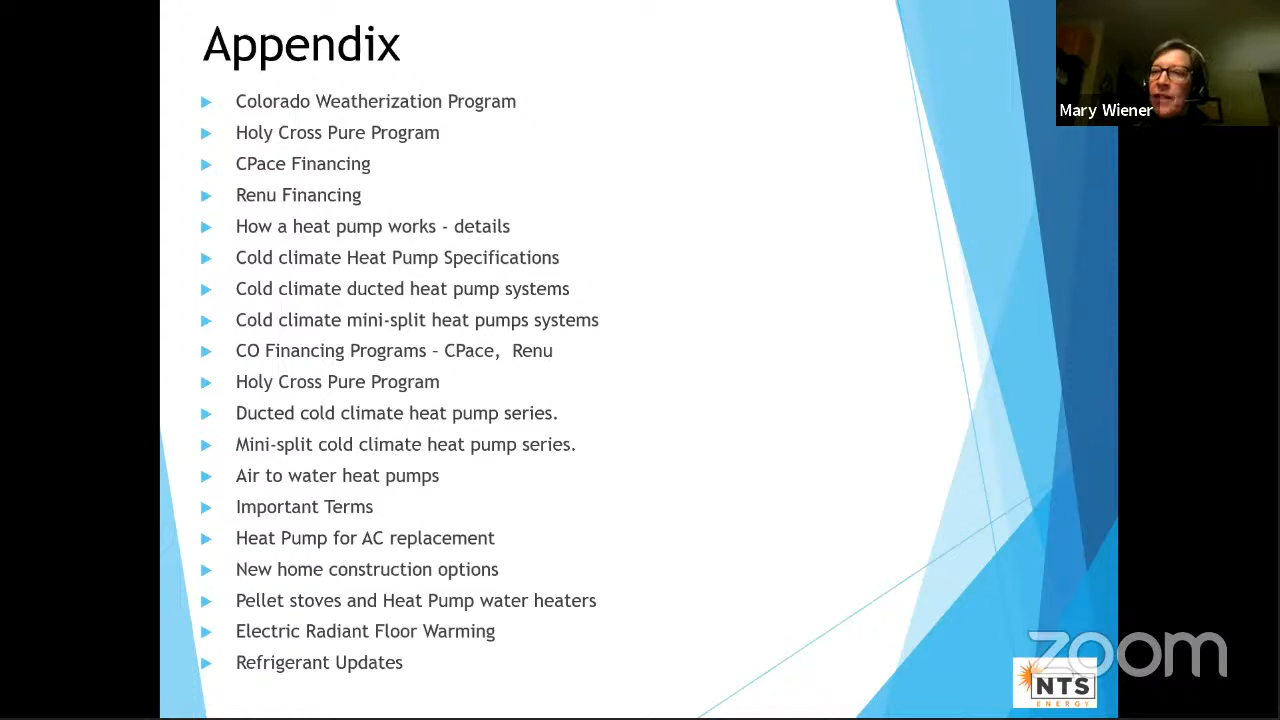 Appendix
Colorado Weatherization Program
Holy Cross Pure Program
CPace Financing
Renu Financing
How a heat pump works - details
Cold climate Heat Pump Specifications
Cold climate ducted heat pump systems
Cold climate mini-split heat pumps systems
CO Financing Programs – CPace, Renu
Holy Cross Pure Program
Ducted cold climate heat pump series.
Mini-split cold climate heat pump series.
Air to water heat pumps
Important Terms
Heat Pump for AC replacement
New home construction options
Pellet stoves and Heat Pump water heaters
Electric Radiant Floor Warming
Refrigerant Updates
Mary Wiener
zoom
NTS
ENERGY